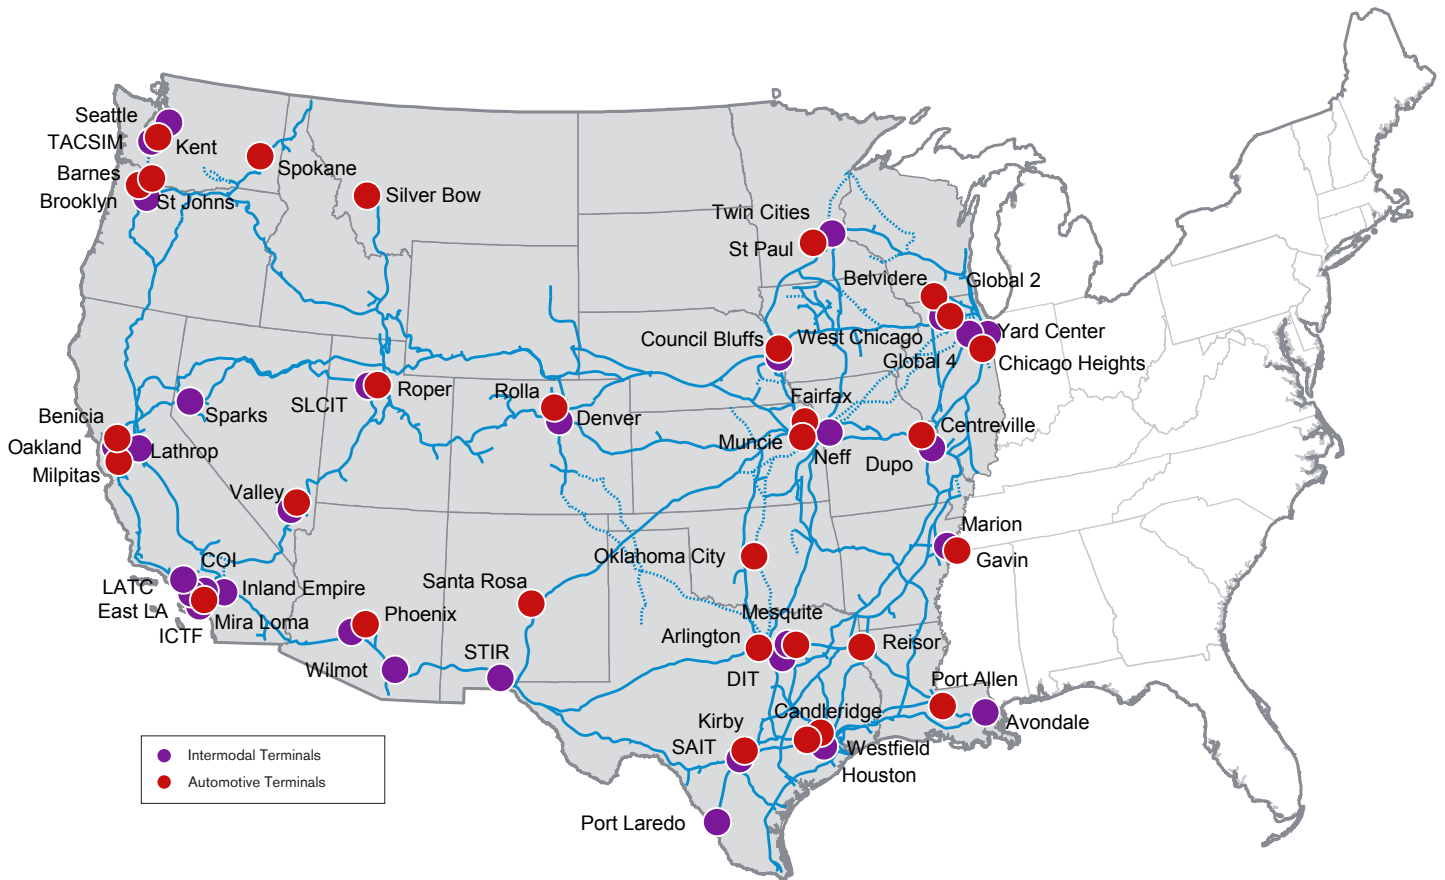 Seattle
TACSIM
Kent
Barnes
Spokane
Brooklyn
St Johns
Silver Bow
Twin Cities
St Paul
Belvidere
Global 2
Council Bluffs
West Chicago
Yard Center
Global 4
Chicago Heights
Benicia
Sparks
SLCIT
Roper
Rolla
Denver
Fairfax
Oakland
Lathrop
Muncie
Neff
Centreville
Milpitas
Dupo
Valley
Marion
Gavin
COI
Oklahoma City
LATC
Inland Empire
Santa Rosa
East LA
Mira Loma
Phoenix
Mesquite
ICTF
Arlington
Reisor
Wilmot
STIR
DIT
Port Allen
Kirby
Candleridge
Avondale
SAIT
Westfield
Houston
Intermodal Terminals
Automotive Terminals
Port Laredo